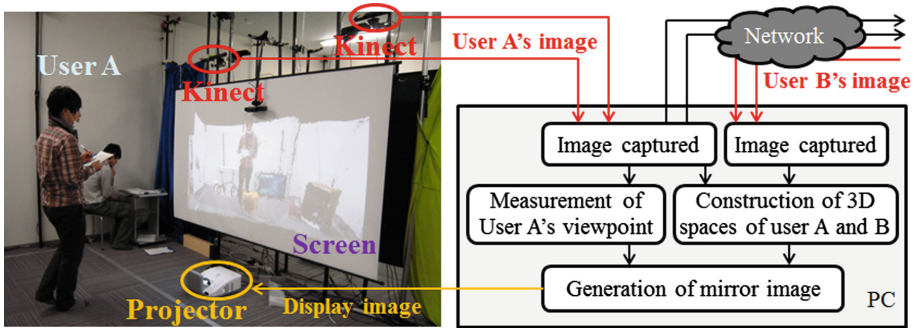 User A
Kinect
Kinect
Screen
Projector
Display image
User A's image
Network
User B's image
Image captured
Image captured
Measurement of
User A's viewpoint
Construction of 3D
spaces of user A and B
Generation of mirror image
PC